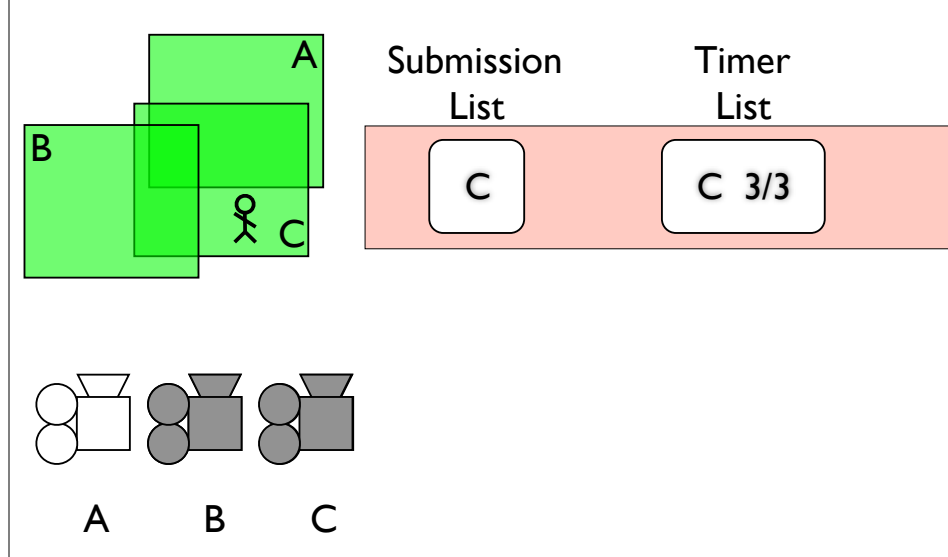 A
B
C
Submission
List
Timer
List
C
C 3/3
A B C